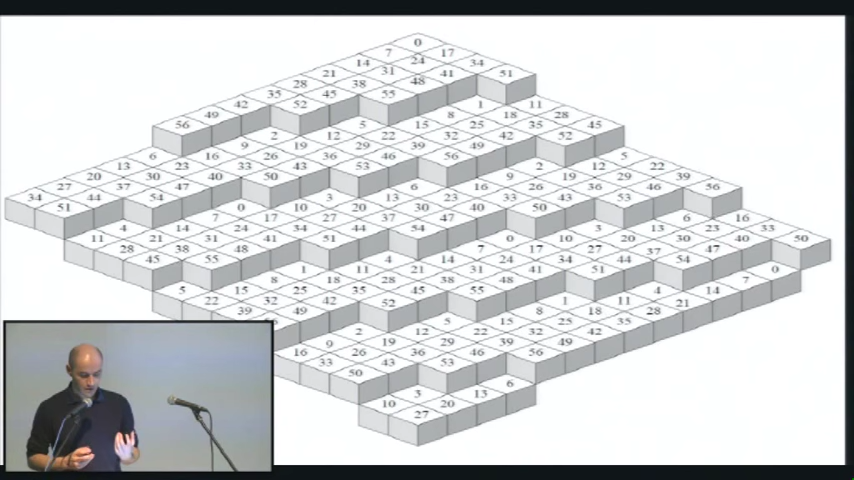 0
7 17
14 24 34
21 31 41 51
28 38 48
35 45 55
42 52 1 11
49 8 18 28
56 5 15 25 35 45
2 12 22 32 42 52
9 19 29 39 49
6 16 26 36 46 56 5
13 23 33 43 53 2 12 22
20 30 40 50 9 19 29 39
27 37 47 6 16 26 36 46 56
34 44 54 3 13 23 33 43 53
51 0 10 20 30 40 50
7 17 27 37 47 6 16
4 14 24 34 44 54 3 13 23 33
11 21 31 41 51 0 10 20 30 40 50
28 38 48 7 17 27 37 47
45 55 4 14 24 34 44 54
1 11 21 31 41 51 0
8 18 28 38 48 7
5 15 25 35 45 55 4 14
22 32 42 52 1 11 21
39 49 8 18 28
5 15 25 35
2 12 22 32 42
9 19 29 39 49
16 26 36 46 56
33 53
50
6
3 13
10 20
27